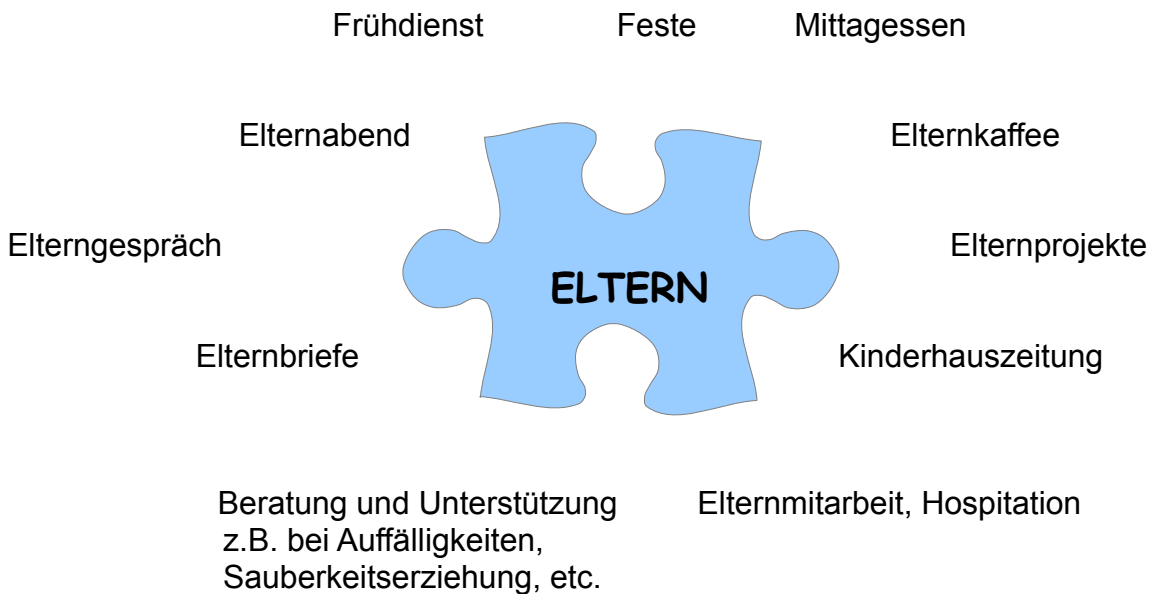 Frühdienst Feste Mittagessen
Elternabend Elternkaffee
Elterngespräch Elternprojekte
ELTERN
Elternbriefe Kinderhauszeitung
Beratung und Unterstützung Elternmitarbeit, Hospitation
z.B. bei Auffälligkeiten,
Sauberkeitserziehung, etc.